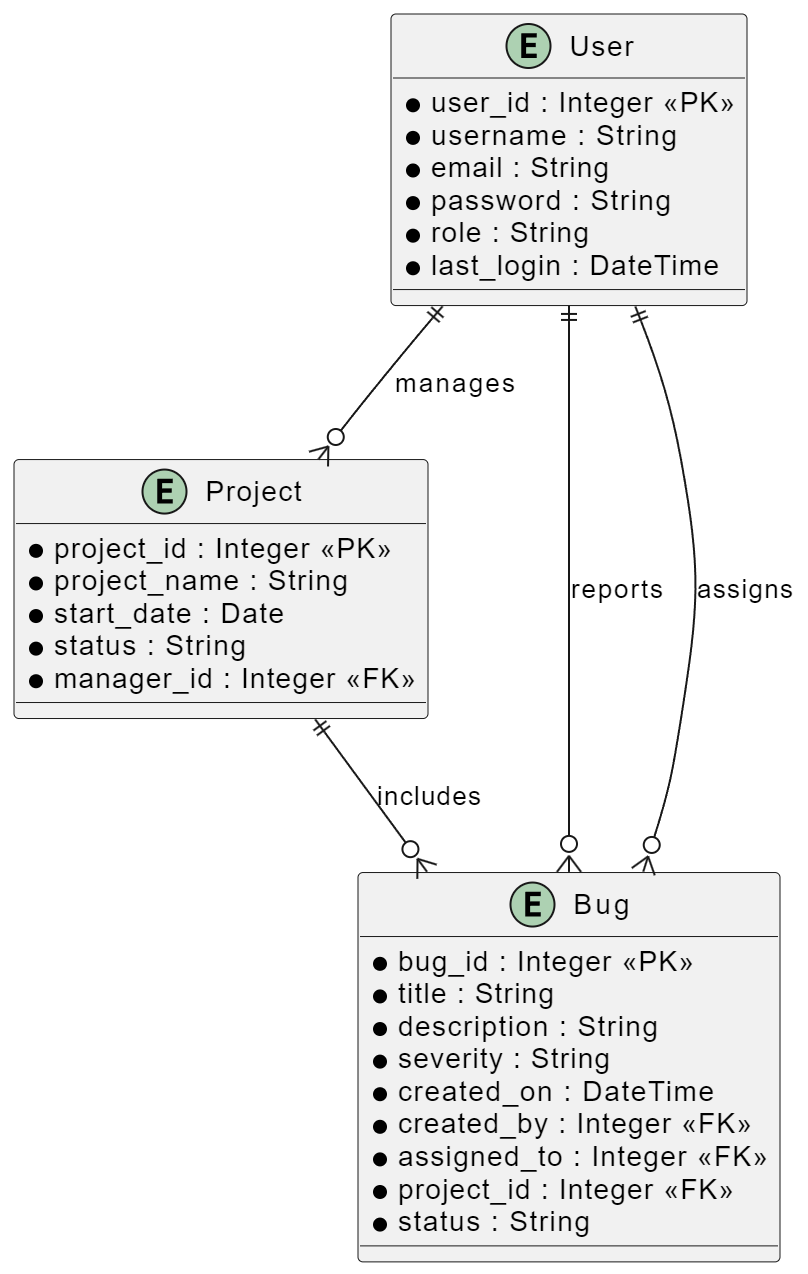 E User
user_id : Integer «PK»
username : String
email : String
password : String
role : String
last_login : DateTime
manages
E Project
project_id : Integer «PK»
project_name : String
start_date : Date
status : String
manager_id : Integer «FK»
reports
assigns
includes
E Bug
bug_id : Integer «PK»
title : String
description : String
severity : String
created_on : DateTime
created_by : Integer «FK»
assigned_to : Integer «FK»
project_id : Integer «FK»
status : String